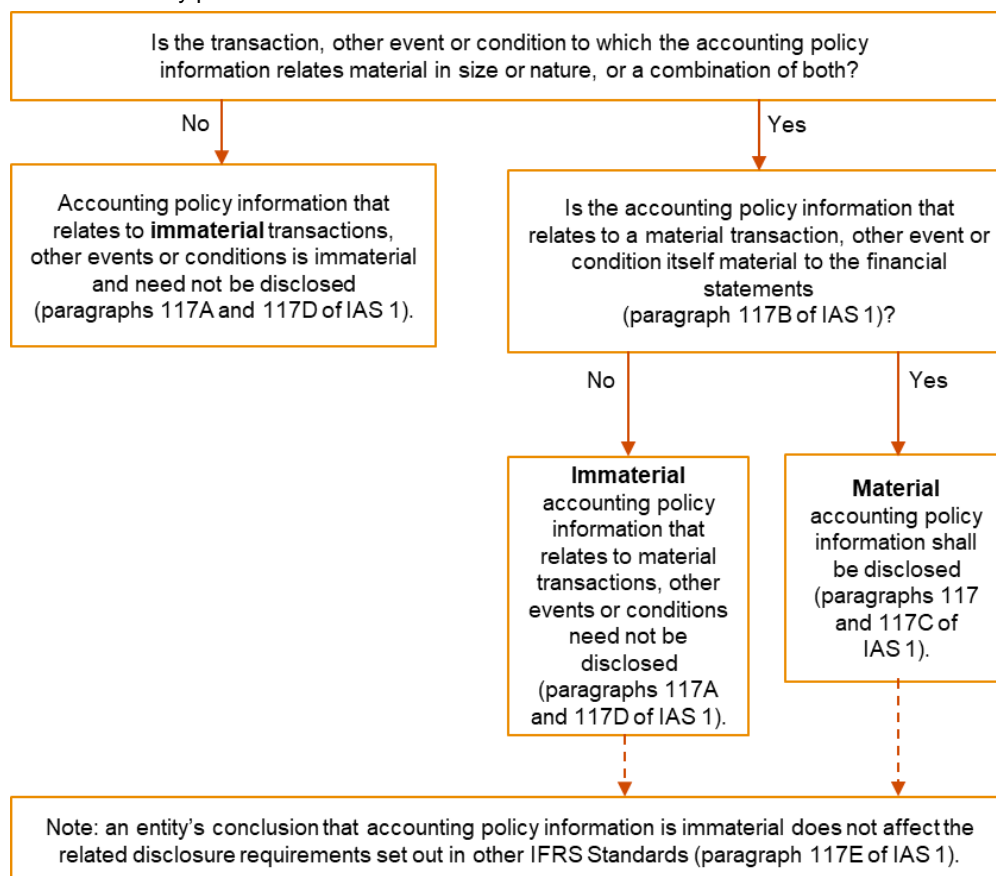 Is the transaction, other event or condition to which the accounting policy
information relates material in size or nature, or a combination of both?
No
Yes
Accounting policy information that
relates to immaterial transactions,
other events or conditions is immaterial
and need not be disclosed
(paragraphs 117A and 117D of IAS 1).
Is the accounting policy information that
relates to a material transaction, other event or
condition itself material to the financial
statements
(paragraph 117B of IAS 1)?
No
Yes
Immaterial
accounting policy
information that
relates to material
transactions, other
events or conditions
need not be
disclosed
(paragraphs 117A
and 117D of IAS 1).
Material
accounting policy
information shall
be disclosed
(paragraphs 117
and 117C of
IAS 1).
Note: an entity’s conclusion that accounting policy information is immaterial does not affect the
related disclosure requirements set out in other IFRS Standards (paragraph 117E of IAS 1).